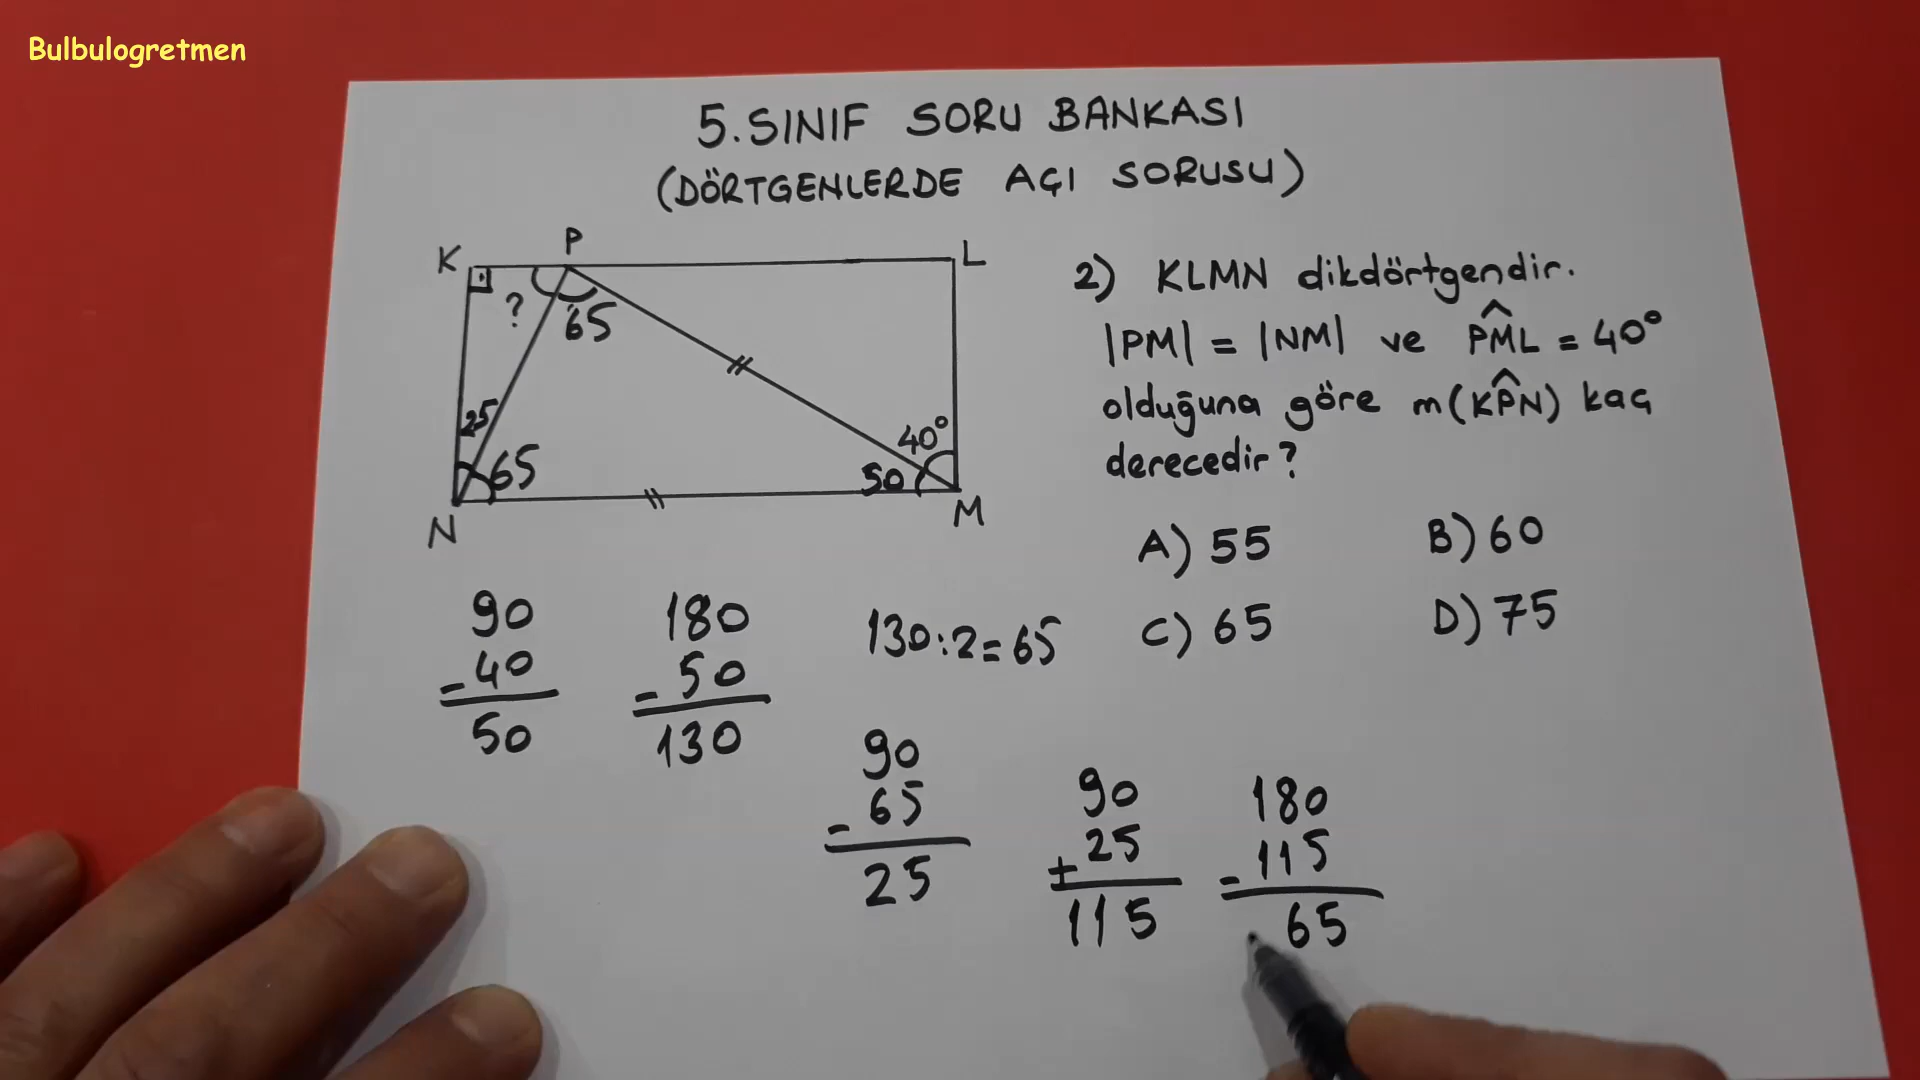 Bulbulogretmen
5.SINIF SORU BANKASI
(DÖRTGENLERDE AÇI SORUSU)
K P L
? 65
25
65 40°
50
N M
2) KLMN dikdörtgendir.
|PM| = |NM| ve PM̂L = 40°
olduğuna göre m(KP̂N) kaç
derecedir?
A) 55 B) 60
C) 65 D) 75
90
- 40
50
180
- 50
130
130:2=65
90
- 65
25
90
+ 25
115
180
- 115
65